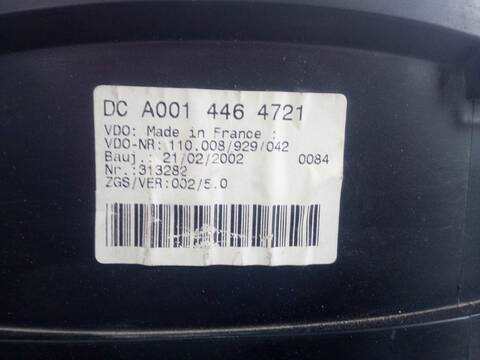 DC A001 446 4721
VDO: Made in France :
VDO-NR: 110.008/929/042
Bauj.: 21/02/2002 0084
Nr.:313282
ZGS/VER:002/5.0